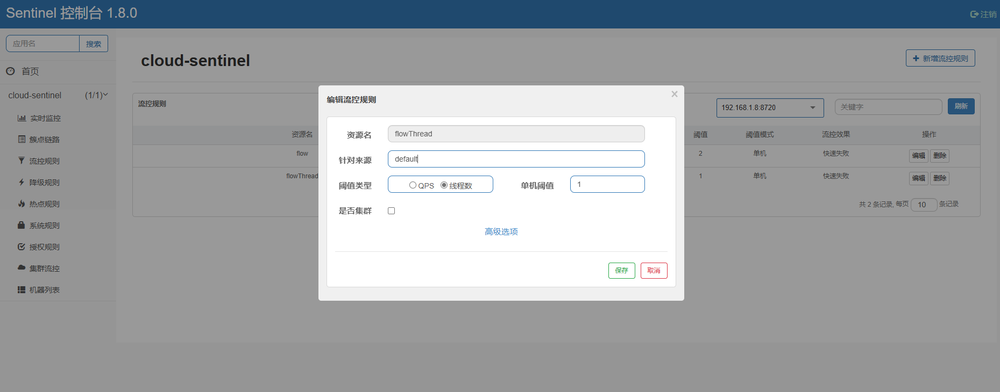 Sentinel 控制台 1.8.0
注销
应用名
搜索
首页
cloud-sentinel (1/1)
实时监控
簇点链路
流控规则
降级规则
热点规则
系统规则
授权规则
集群流控
机器列表
cloud-sentinel
新增流控规则
流控规则
192.168.1.8:8720
关键字
刷新
资源名 阈值 阈值模式 流控效果 操作
flow 2 单机 快速失败 编辑 删除
flowThread 1 单机 快速失败 编辑 删除
共 2 条记录, 每页 10 条记录
编辑流控规则
×
资源名 flowThread
针对来源 default
阈值类型 QPS 线程数 单机阈值 1
是否集群
高级选项
保存 取消